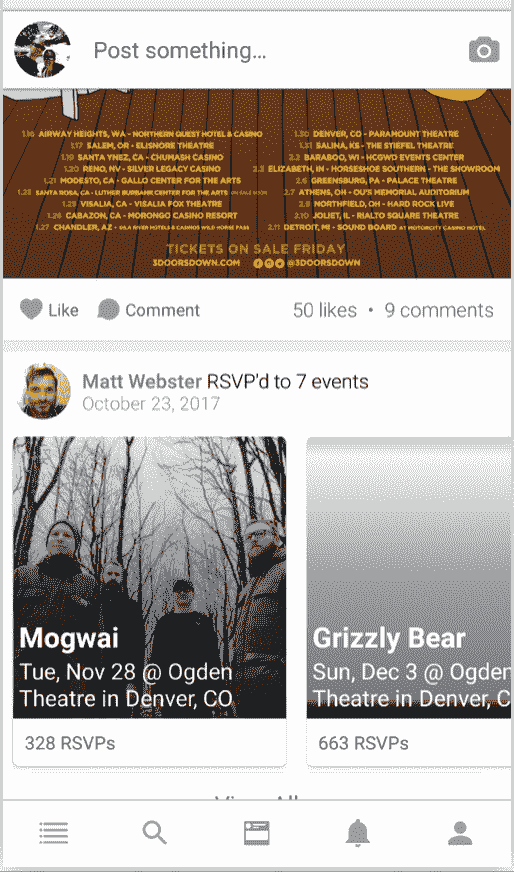 Post something...
1.16 AIRWAY HEIGHTS, WA - NORTHERN QUEST HOTEL & CASINO
1.17 SALEM, OR - ELISNORE THEATRE
1.19 SANTA YNEZ, CA - CHUMASH CASINO
1.20 RENO, NV - SILVER LEGACY CASINO
1.21 MODESTO, CA - GALLO CENTER FOR THE ARTS
1.23 SANTA ROSA, CA - LUTHER BURBANK CENTER FOR THE ARTS
1.25 VISALIA, CA - VISALIA FOX THEATRE
1.26 CABAZON, CA - MORONGO CASINO RESORT
1.27 CHANDLER, AZ - GILA RIVER HOTELS & CASINOS WILD HORSE PASS
1.30 DENVER, CO - PARAMOUNT THEATRE
1.31 SALINA, KS - THE STIEFEL THEATRE
2.2 BARABOO, WI - HCGWD EVENTS CENTER
2.3 ELIZABETH, IN - HORSESHOE SOUTHERN - THE SHOWROOM
2.6 GREENSBURG, PA - PALACE THEATRE
2.7 ATHENS, OH - OU'S MEMORIAL AUDITORIUM
2.9 NORTHFIELD, OH - HARD ROCK LIVE
2.10 JOLIET, IL - RIALTO SQUARE THEATRE
2.11 DETROIT, MI - SOUND BOARD AT MOTORCITY CASINO HOTEL
TICKETS ON SALE FRIDAY
3DOORSDOWN.COM @3DOORSDOWN
Like Comment 50 likes • 9 comments
Matt Webster RSVP'd to 7 events
October 23, 2017
Mogwai
Tue, Nov 28 @ Ogden
Theatre in Denver, CO
328 RSVPs
Grizzly Bear
Sun, Dec 3 @ Ogden
Theatre in Denver, C
663 RSVPs
View All